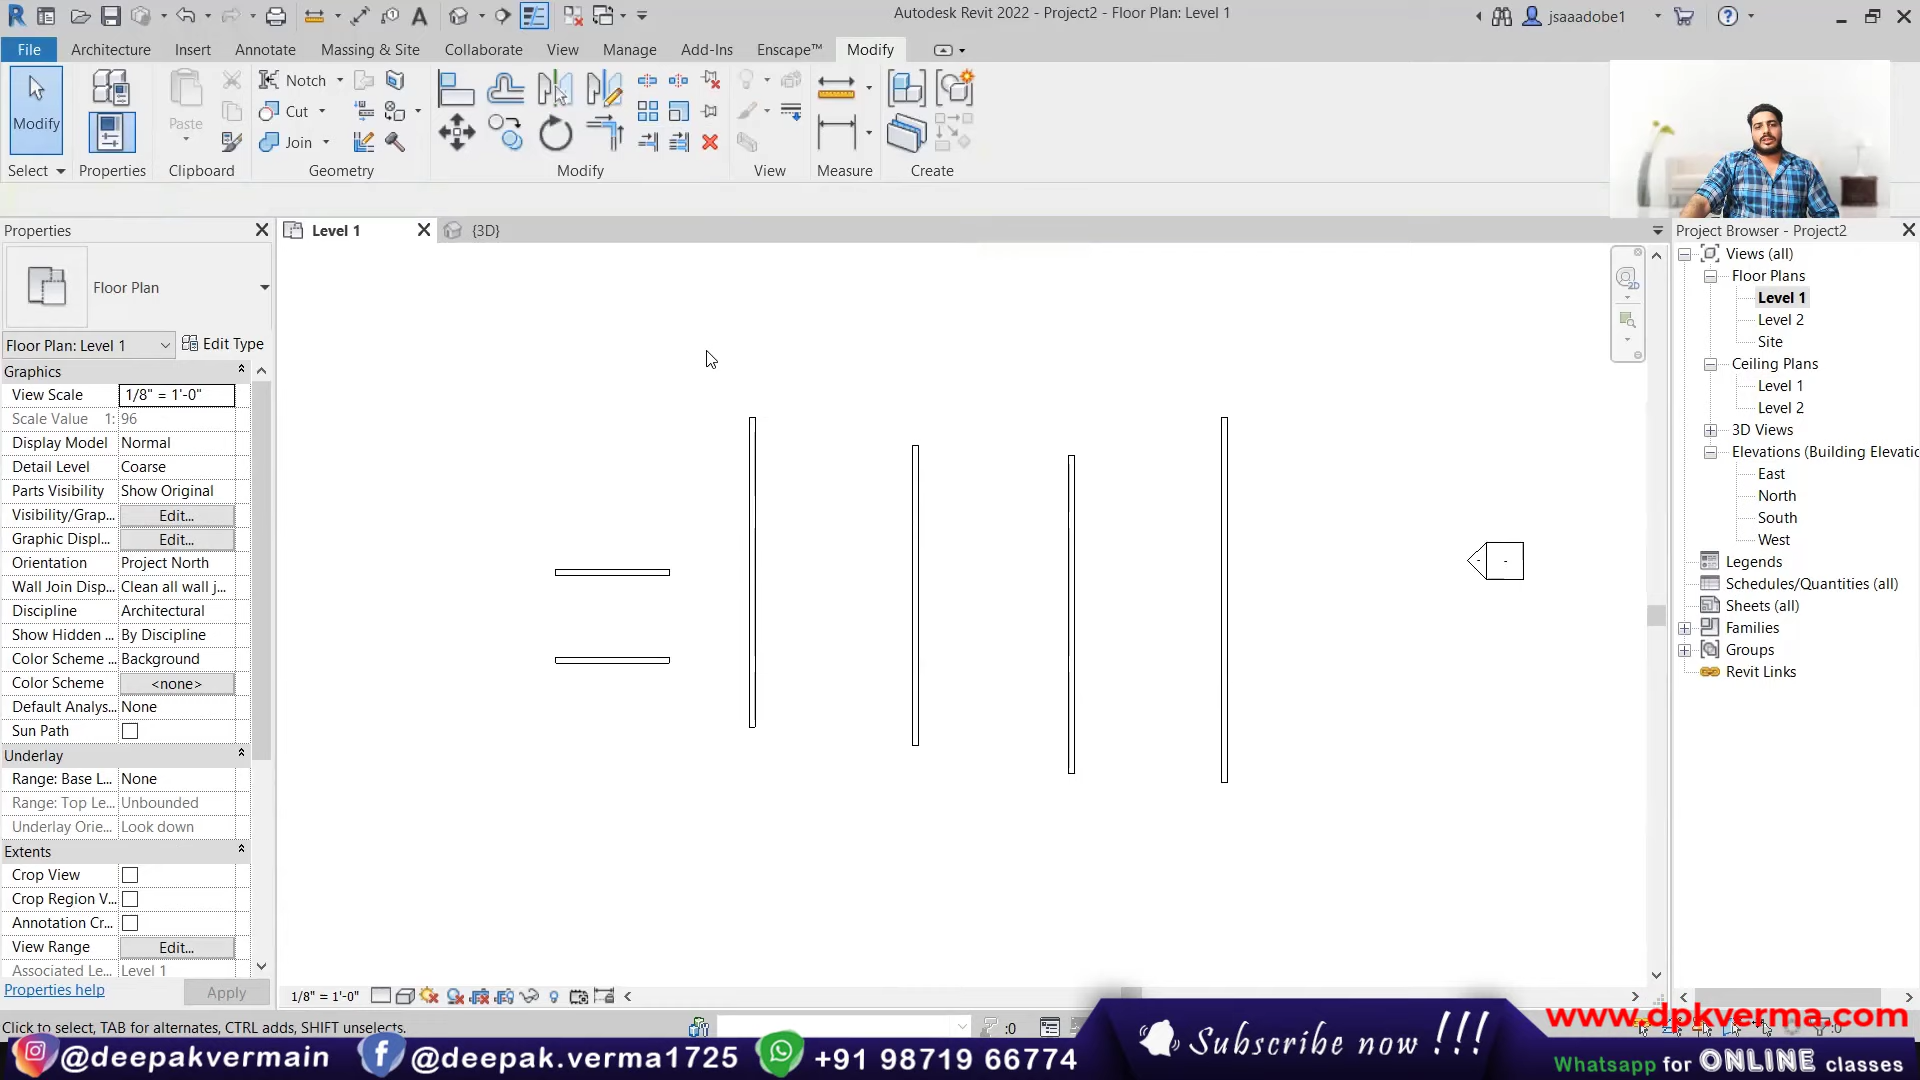 Autodesk Revit 2022 - Project2 - Floor Plan: Level 1
jsaaadobe1
File Architecture Insert Annotate Massing & Site Collaborate View Manage Add-Ins Enscape™ Modify
Modify
Paste
Notch
Cut
Join
Select Properties Clipboard Geometry Modify View Measure Create
Properties
Floor Plan
Floor Plan: Level 1 Edit Type
Graphics
View Scale 1/8" = 1'-0"
Scale Value 1: 96
Display Model Normal
Detail Level Coarse
Parts Visibility Show Original
Visibility/Grap... Edit...
Graphic Displ... Edit...
Orientation Project North
Wall Join Disp... Clean all wall j...
Discipline Architectural
Show Hidden ... By Discipline
Color Scheme ... Background
Color Scheme <none>
Default Analys... None
Sun Path
Underlay
Range: Base L... None
Range: Top Le... Unbounded
Underlay Orie... Look down
Extents
Crop View
Crop Region V...
Annotation Cr...
View Range Edit...
Associated Le... Level 1
Properties help Apply
Level 1 {3D}
2D
Project Browser - Project2
Views (all)
Floor Plans
Level 1
Level 2
Site
Ceiling Plans
Level 1
Level 2
3D Views
Elevations (Building Elevatio
East
North
South
West
Legends
Schedules/Quantities (all)
Sheets (all)
Families
Groups
Revit Links
1/8" = 1'-0"
Click to select, TAB for alternates, CTRL adds, SHIFT unselects.
:0
:0
@deepakvermain @deepak.verma1725 +91 98719 66774
Subscribe now !!!
www.dpkverma.com
Whatsapp for ONLINE classes